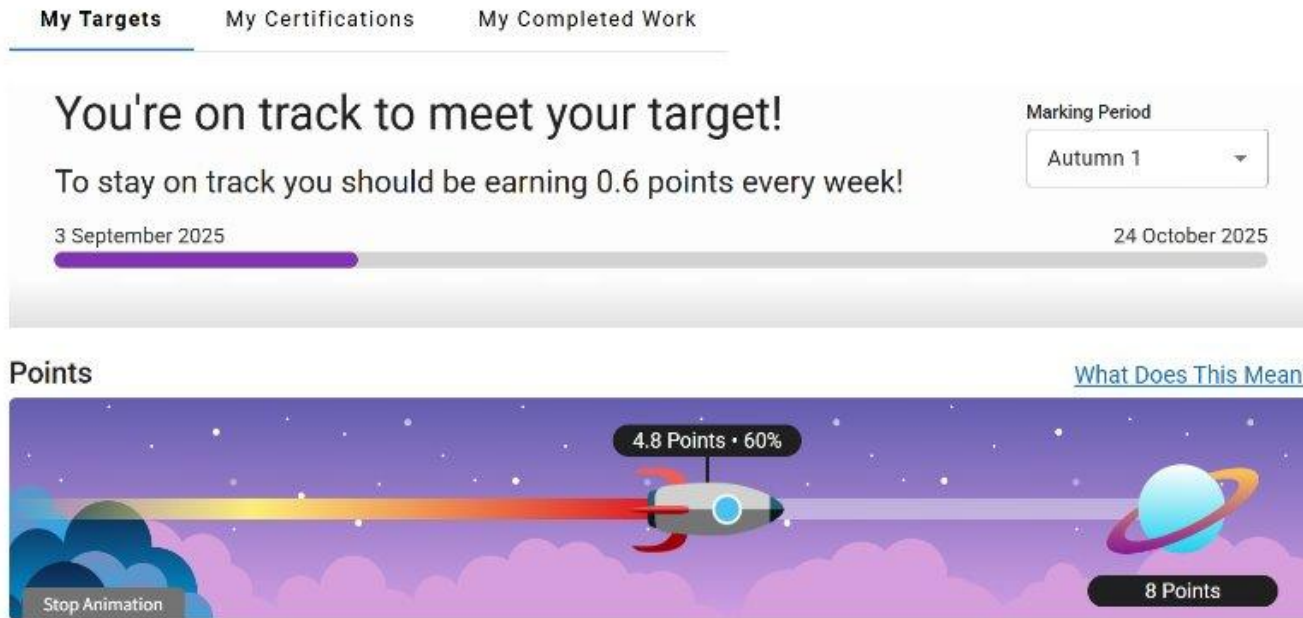 My Targets My Certifications My Completed Work
You're on track to meet your target!
Marking Period
Autumn 1
To stay on track you should be earning 0.6 points every week!
3 September 2025 24 October 2025
Points What Does This Mean
4.8 Points • 60%
Stop Animation
8 Points